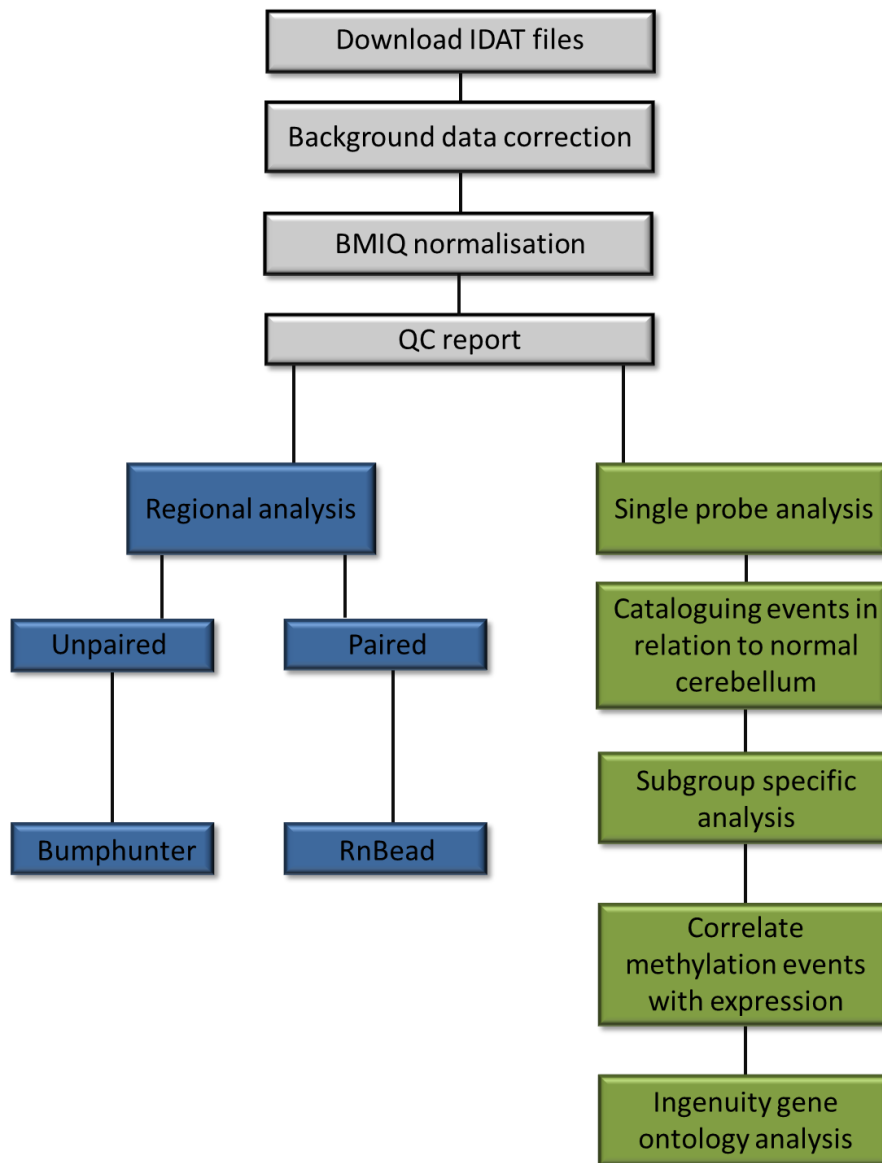 Download IDAT files
Background data correction
BMIQ normalisation
QC report
Regional analysis
Unpaired
Paired
Bumphunter
RnBead
Single probe analysis
Cataloguing events in
relation to normal
cerebellum
Subgroup specific
analysis
Correlate
methylation events
with expression
Ingenuity gene
ontology analysis